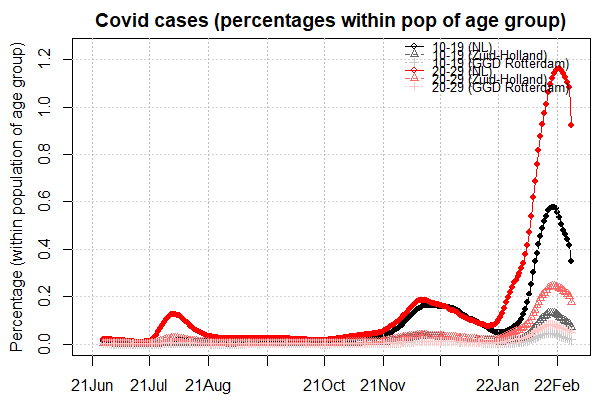 Covid cases (percentages within pop of age group)
10-19 (NL)
10-19 (Zuid-Holland)
10-19 (GGD Rotterdam)
20-29 (NL)
20-29 (Zuid-Holland)
20-29 (GGD Rotterdam)
Percentage (within population of age group)
1.2
1.0
0.8
0.6
0.4
0.2
0.0
21Jun 21Jul 21Aug 21Oct 21Nov 22Jan 22Feb